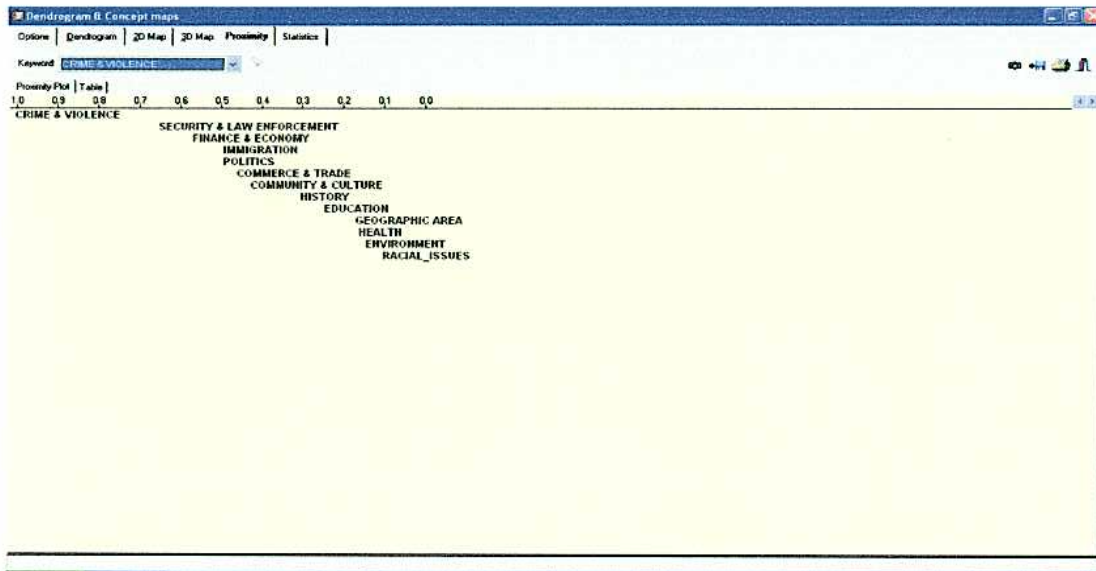 Dendrogram & Concept maps
Options Dendrogram 2D Map 3D Map Proximity Statistics
Keyword CRIME & VIOLENCE
Proximity Plot Table
1,0 0,9 0,8 0,7 0,6 0,5 0,4 0,3 0,2 0,1 0,0
CRIME & VIOLENCE
SECURITY & LAW ENFORCEMENT
FINANCE & ECONOMY
IMMIGRATION
POLITICS
COMMERCE & TRADE
COMMUNITY & CULTURE
HISTORY
EDUCATION
GEOGRAPHIC AREA
HEALTH
ENVIRONMENT
RACIAL_ISSUES